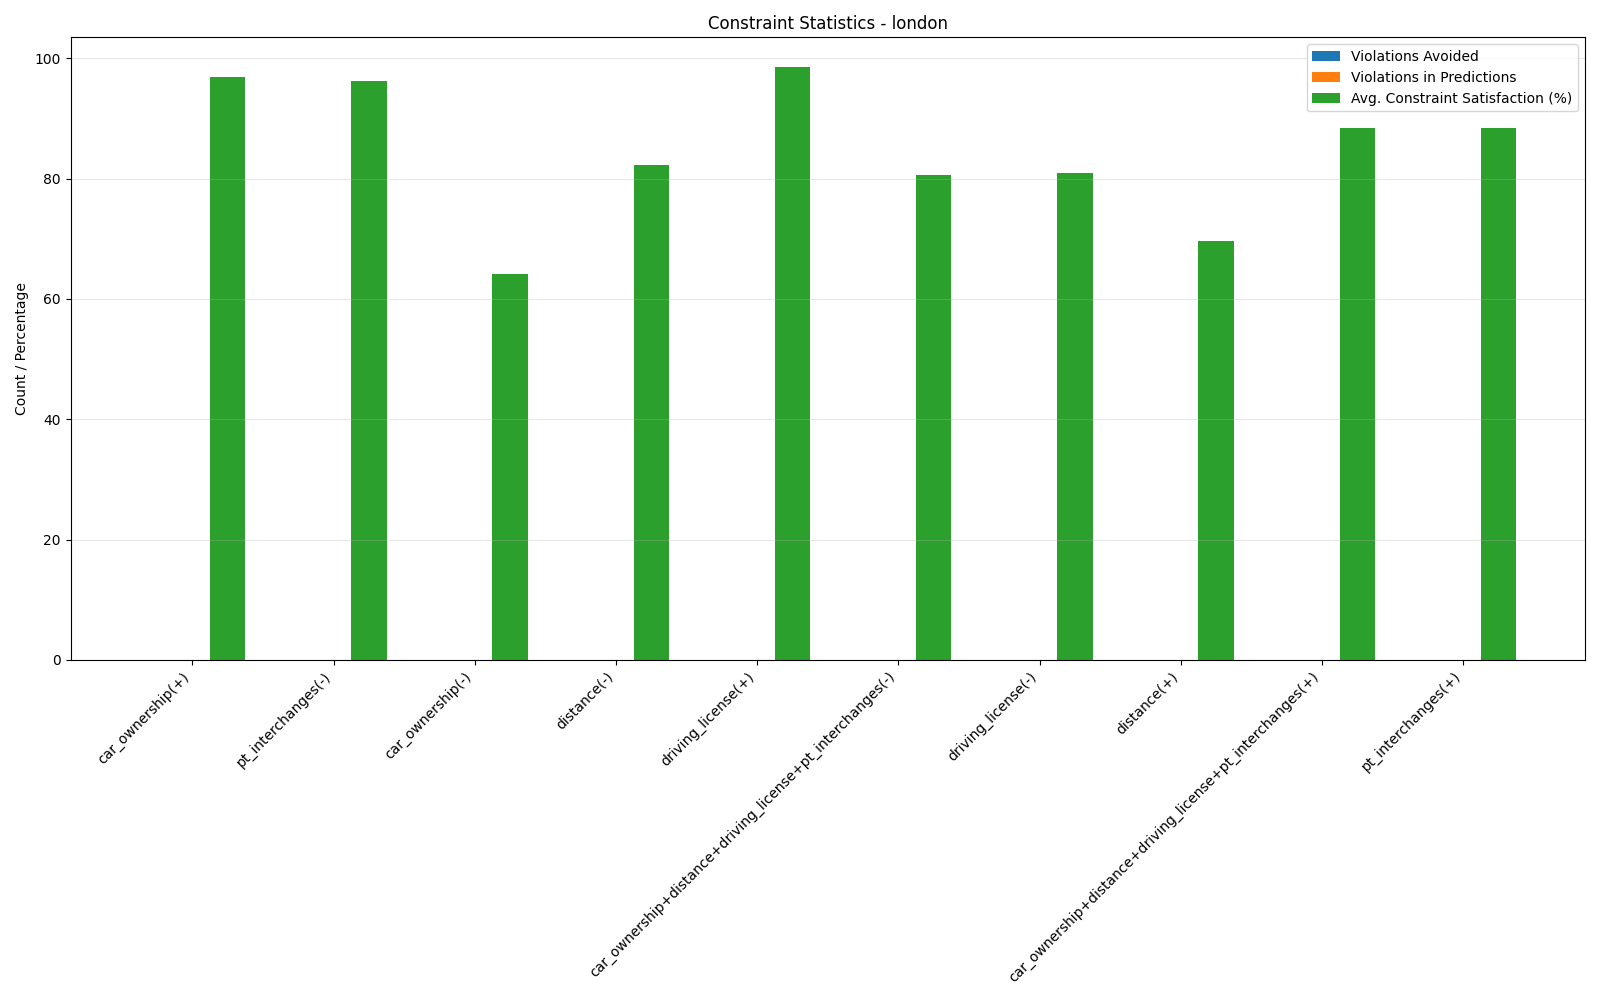 Constraint Statistics - london
Violations Avoided
Violations in Predictions
Avg. Constraint Satisfaction (%)
Count / Percentage
100
80
60
40
20
0
car_ownership(+)
pt_interchanges(-)
car_ownership(-)
distance(-)
driving_license(+)
car_ownership+distance+driving_license+pt_interchanges(-)
driving_license(-)
distance(+)
car_ownership+distance+driving_license+pt_interchanges(+)
pt_interchanges(+)